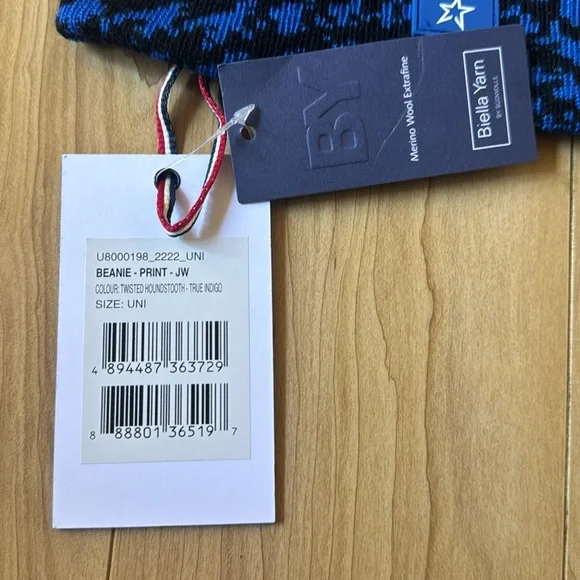 BY
Merino Wool Extrafine
Biella Yarn
BY SÜDWOLLE
U8000198_2222_UNI
BEANIE - PRINT - JW
COLOUR: TWISTED HOUNDSTOOTH - TRUE INDIGO
SIZE: UNI
4 894487 363729
8 88801 36519 7